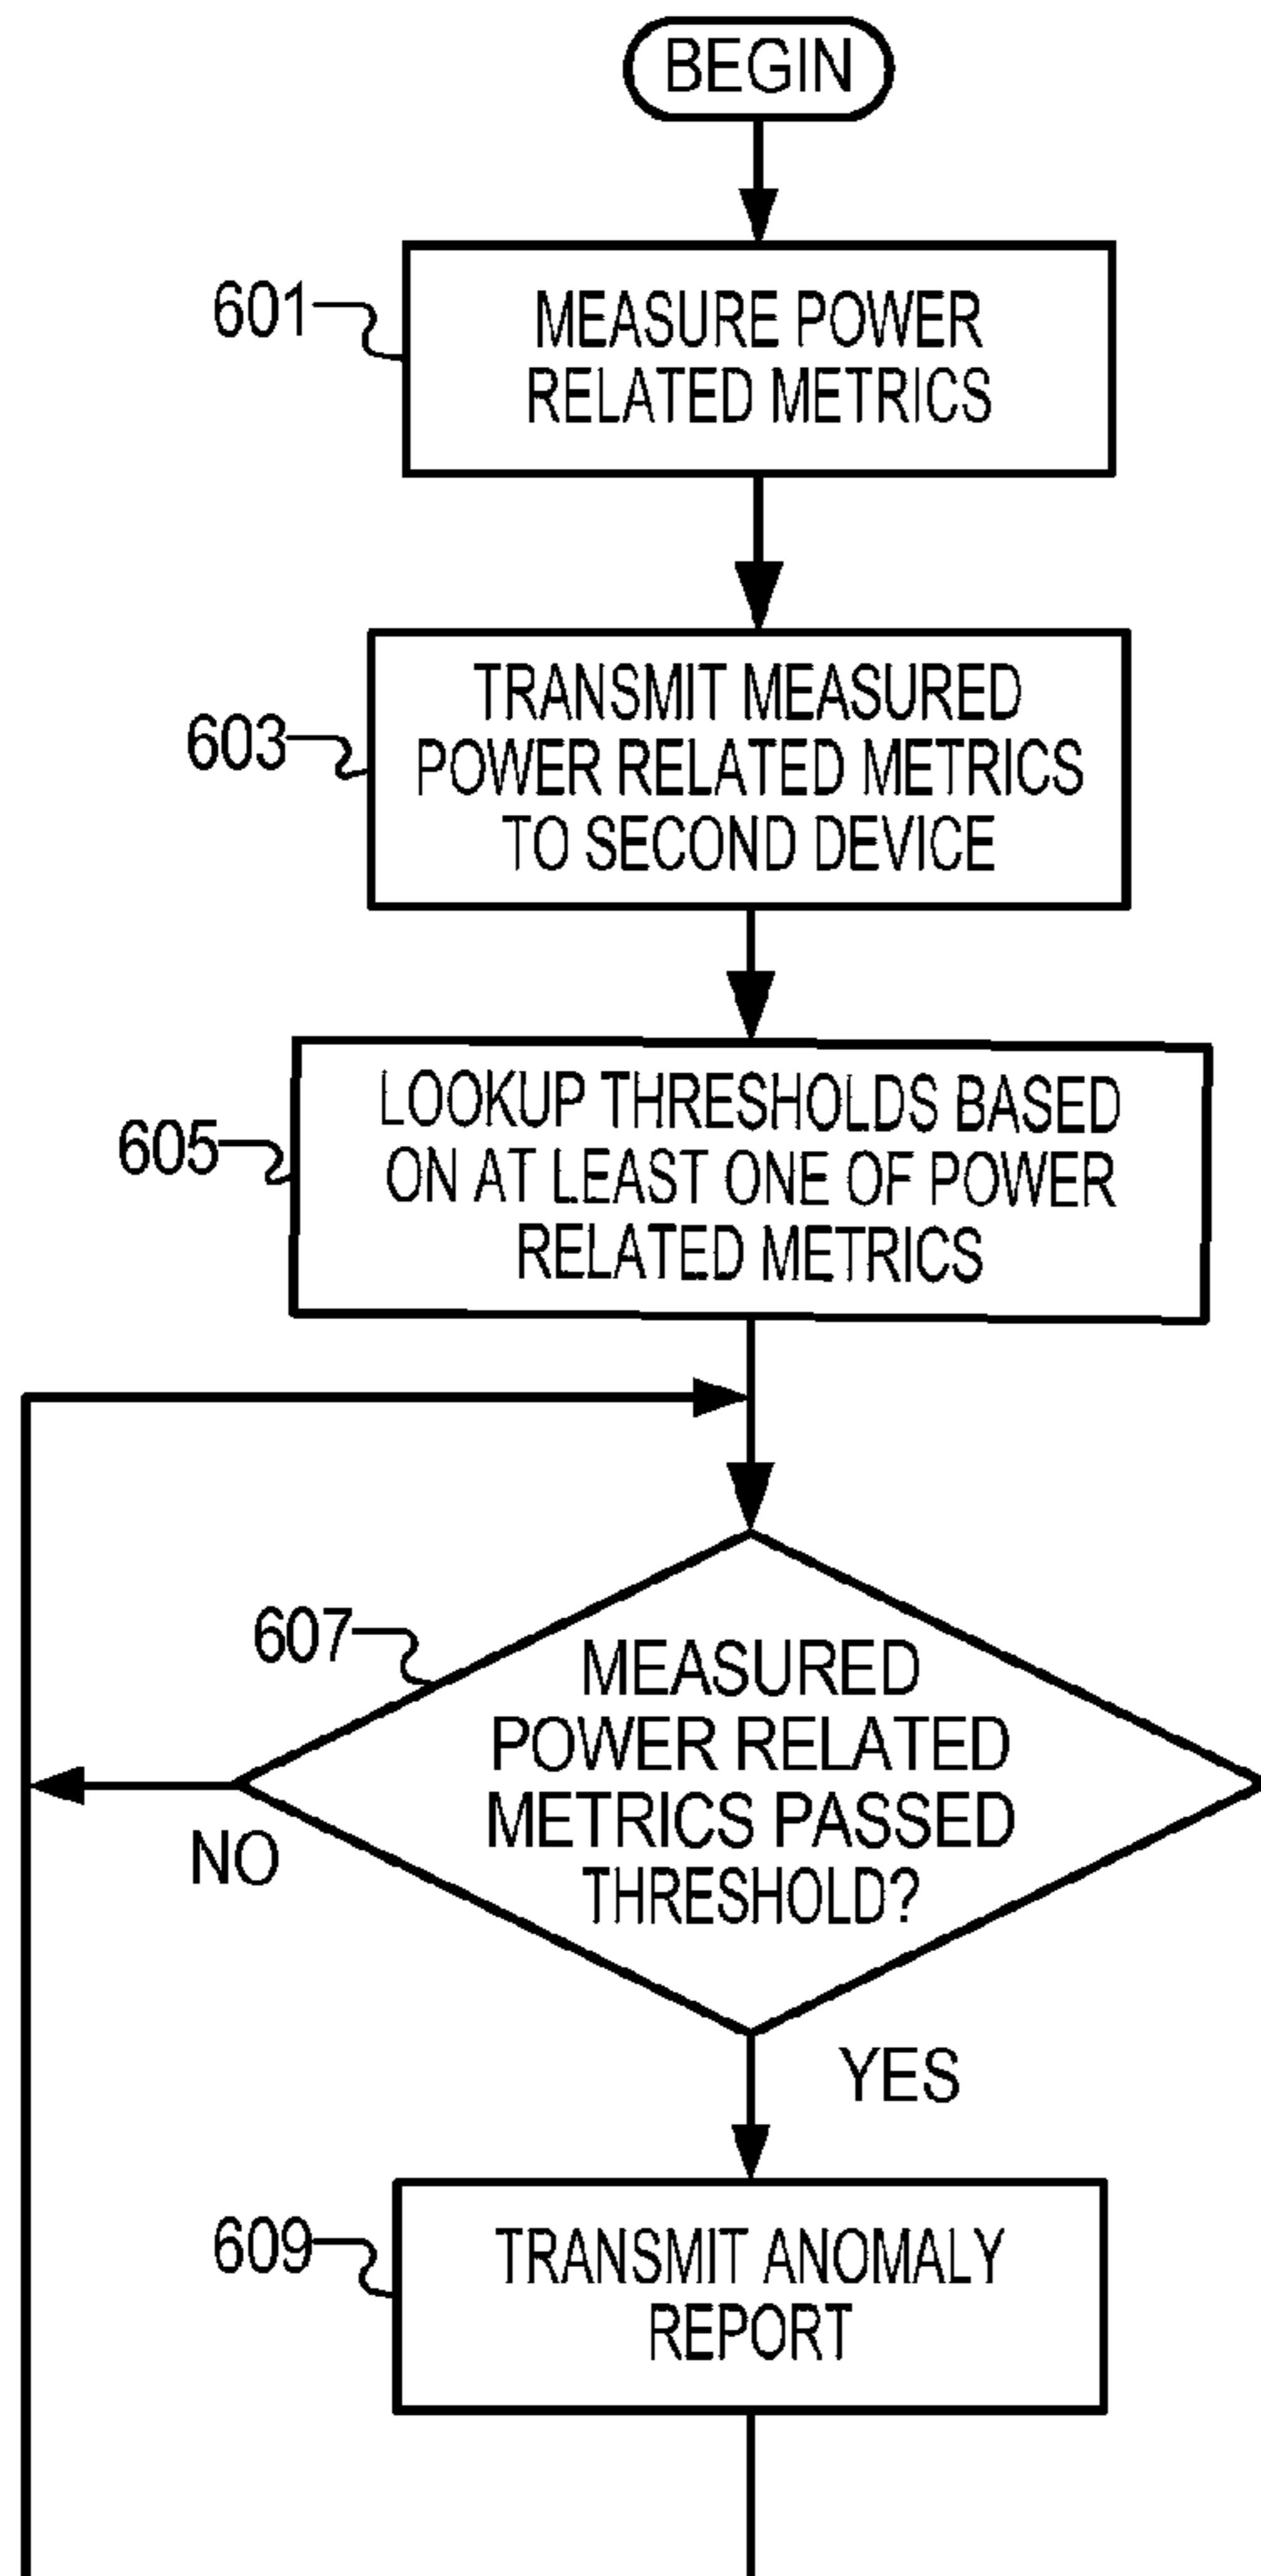 BEGIN
601
MEASURE POWER
RELATED METRICS
603
TRANSMIT MEASURED
POWER RELATED METRICS
TO SECOND DEVICE
605
LOOKUP THRESHOLDS BASED
ON AT LEAST ONE OF POWER
RELATED METRICS
607
MEASURED
POWER RELATED
METRICS PASSED
THRESHOLD?
NO
YES
609
TRANSMIT ANOMALY
REPORT